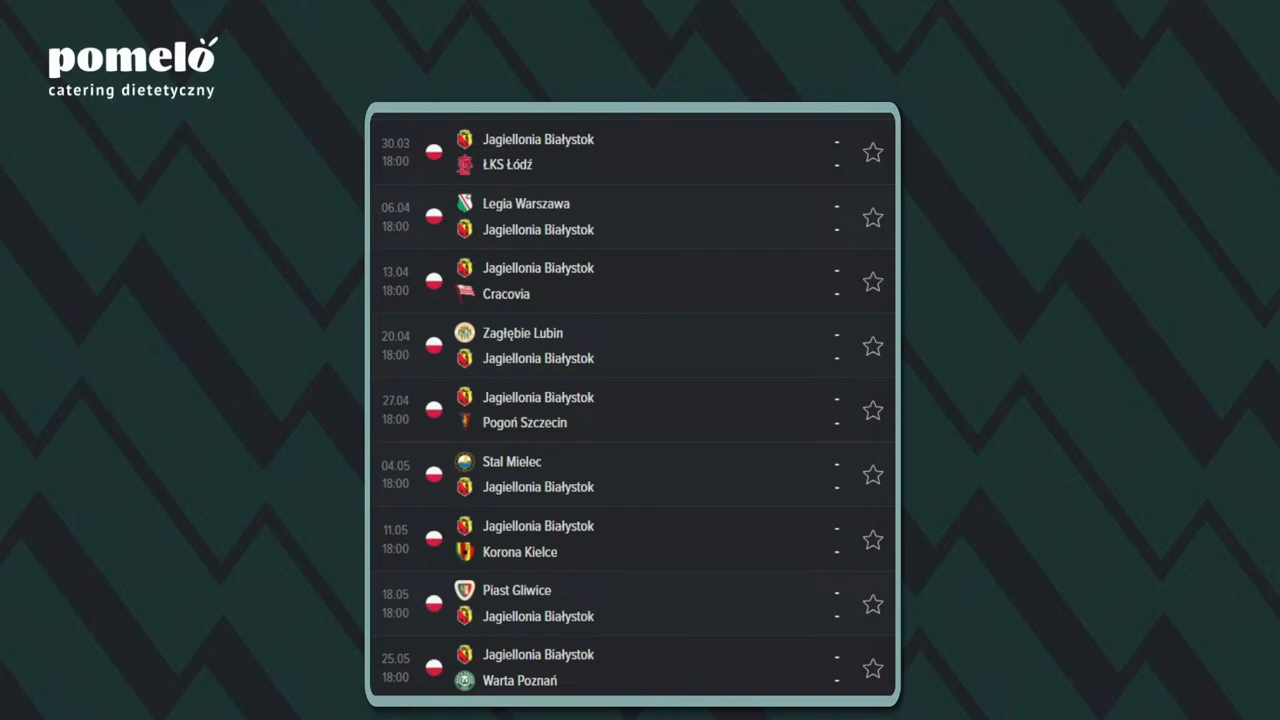 pomelo
catering dietetyczny
30.03
18:00
Jagiellonia Białystok -
ŁKS Łódź -
06.04
18:00
Legia Warszawa -
Jagiellonia Białystok -
13.04
18:00
Jagiellonia Białystok -
Cracovia -
20.04
18:00
Zagłębie Lubin -
Jagiellonia Białystok -
27.04
18:00
Jagiellonia Białystok -
Pogoń Szczecin -
04.05
18:00
Stal Mielec -
Jagiellonia Białystok -
11.05
18:00
Jagiellonia Białystok -
Korona Kielce -
18.05
18:00
Piast Gliwice -
Jagiellonia Białystok -
25.05
18:00
Jagiellonia Białystok -
Warta Poznań -